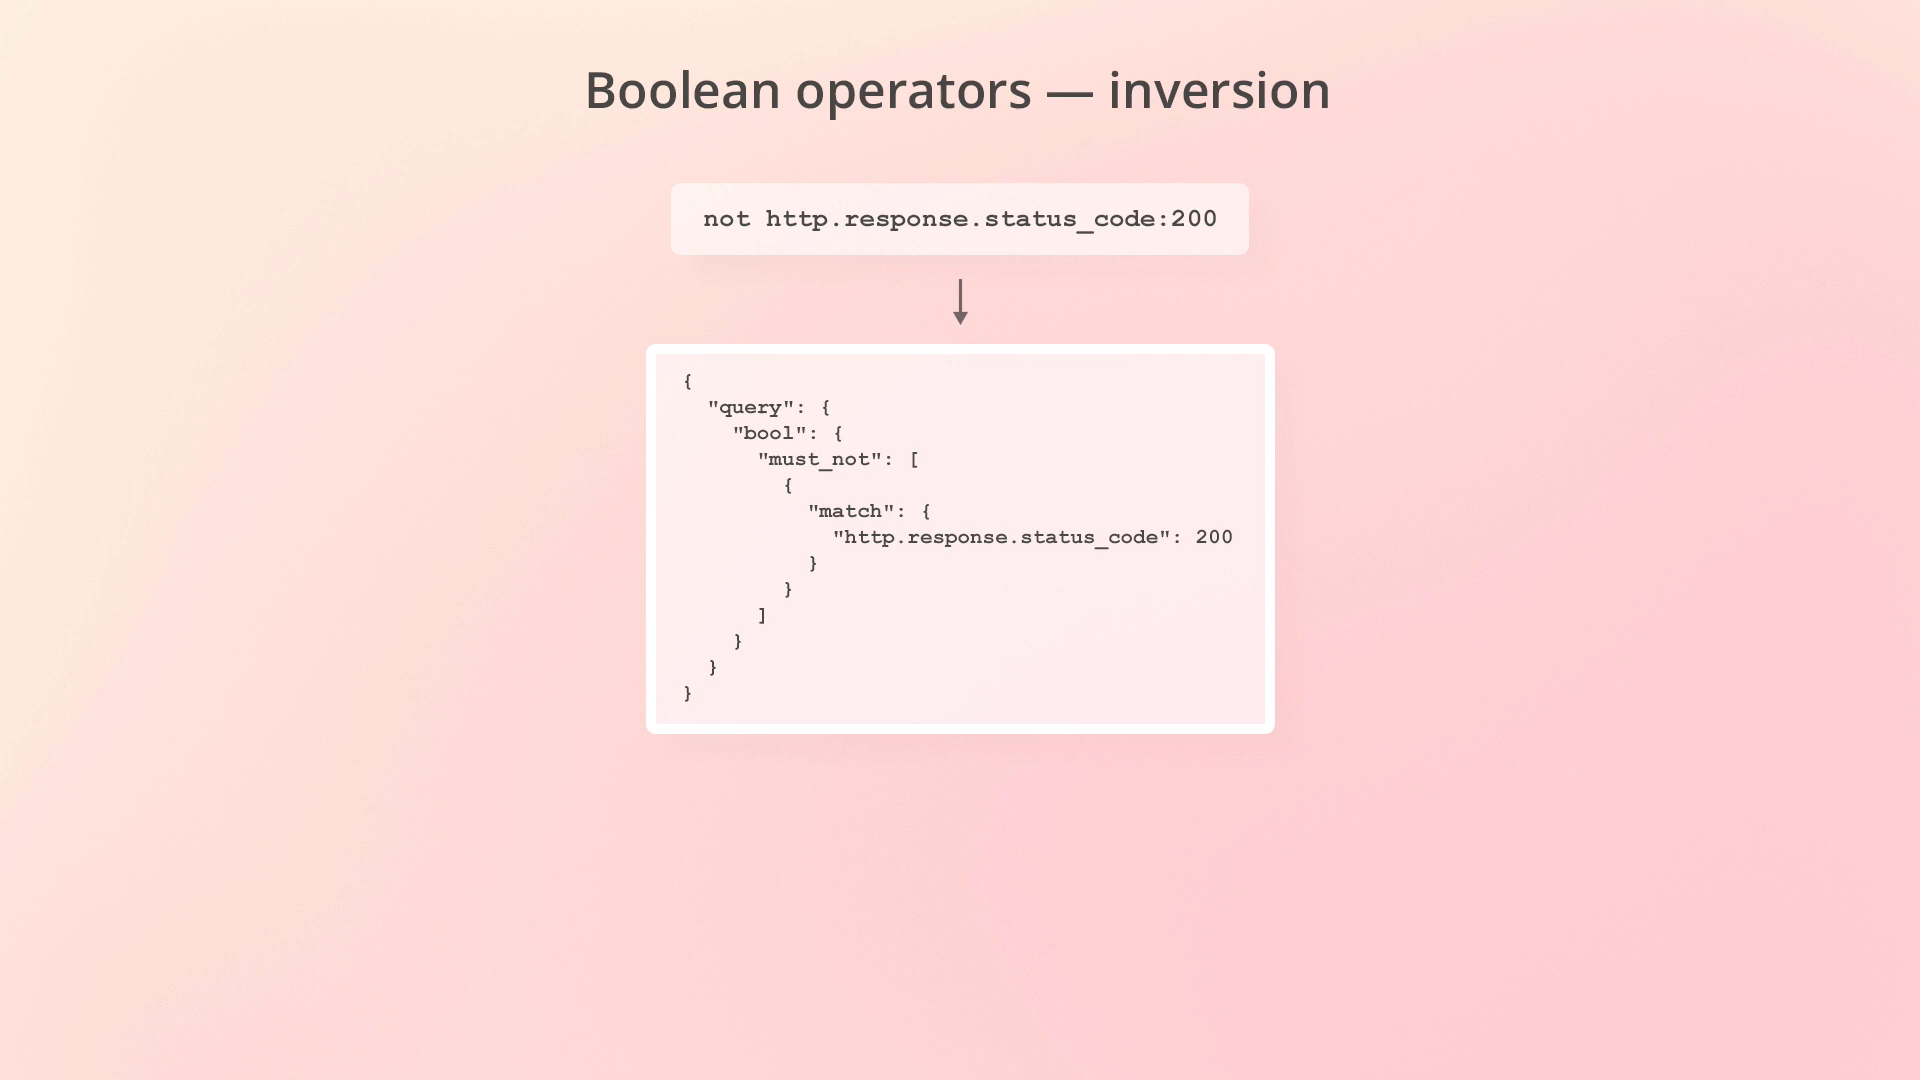 Boolean operators — inversion
not http.response.status_code:200
{
  "query": {
    "bool": {
      "must_not": [
        {
          "match": {
            "http.response.status_code": 200
          }
        }
      ]
    }
  }
}